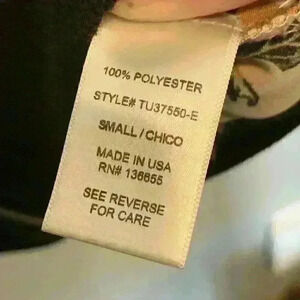 100% POLYESTER
STYLE# TU37550-E
SMALL / CHICO
MADE IN USA
RN# 136655
SEE REVERSE
FOR CARE